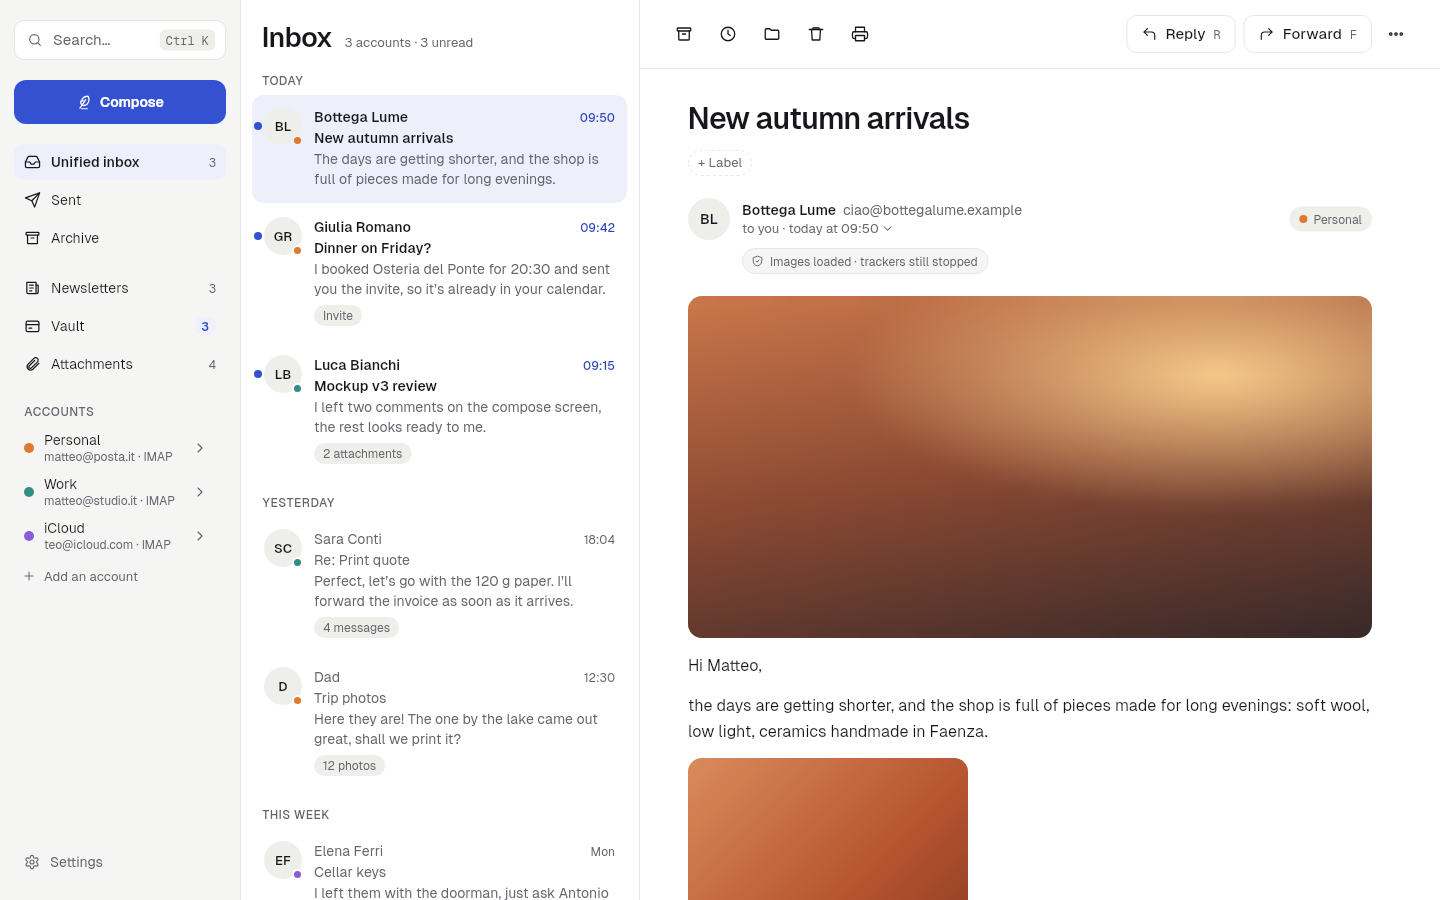 Search… Ctrl K
Compose
Unified inbox 3
Sent
Archive
Newsletters 3
Vault 3
Attachments 4
ACCOUNTS
Personal
matteo@posta.it · IMAP
Work
matteo@studio.it · IMAP
iCloud
teo@icloud.com · IMAP
+ Add an account
Settings
Inbox 3 accounts · 3 unread
TODAY
BL Bottega Lume 09:50
New autumn arrivals
The days are getting shorter, and the shop is
full of pieces made for long evenings.
GR Giulia Romano 09:42
Dinner on Friday?
I booked Osteria del Ponte for 20:30 and sent
you the invite, so it’s already in your calendar.
Invite
LB Luca Bianchi 09:15
Mockup v3 review
I left two comments on the compose screen,
the rest looks ready to me.
2 attachments
YESTERDAY
SC Sara Conti 18:04
Re: Print quote
Perfect, let’s go with the 120 g paper. I’ll
forward the invoice as soon as it arrives.
4 messages
D Dad 12:30
Trip photos
Here they are! The one by the lake came out
great, shall we print it?
12 photos
THIS WEEK
EF Elena Ferri Mon
Cellar keys
I left them with the doorman, just ask Antonio
Reply R Forward F
New autumn arrivals
+ Label
BL Bottega Lume ciao@bottegalume.example
to you · today at 09:50
Personal
Images loaded · trackers still stopped
Hi Matteo,
the days are getting shorter, and the shop is full of pieces made for long evenings: soft wool,
low light, ceramics handmade in Faenza.